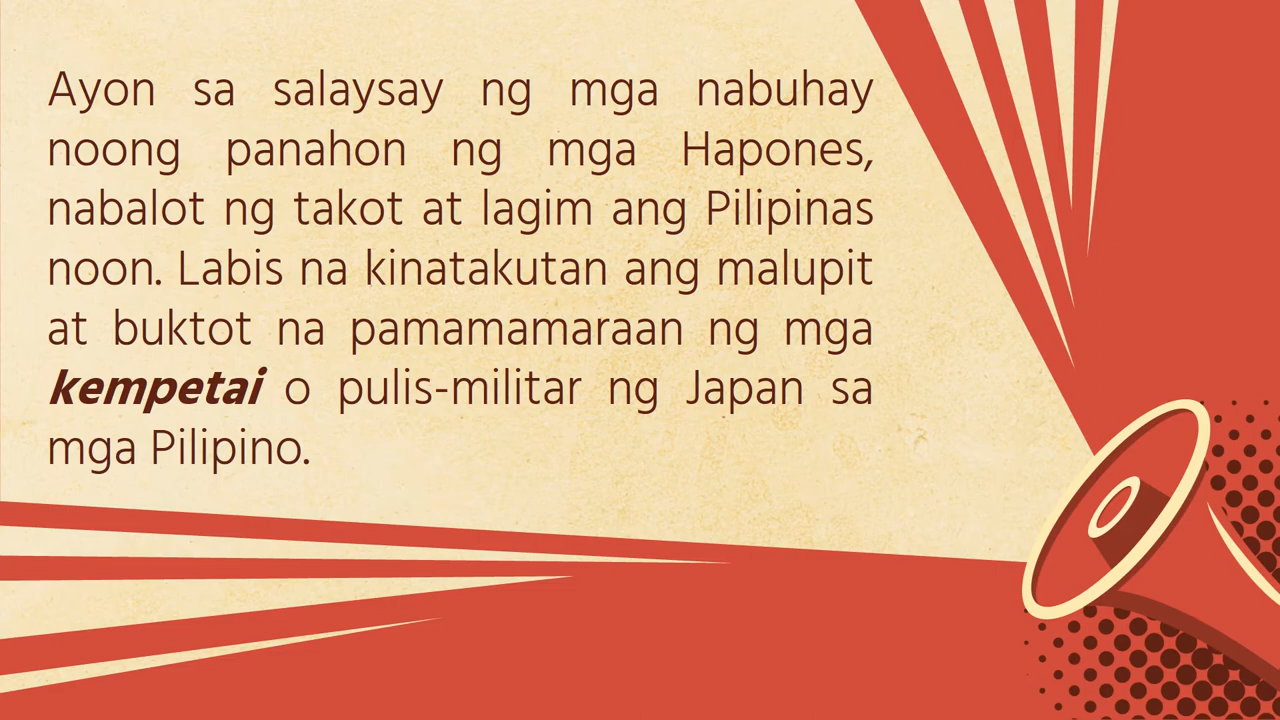 Ayon sa salaysay ng mga nabuhay
noong panahon ng mga Hapones,
nabalot ng takot at lagim ang Pilipinas
noon. Labis na kinatakutan ang malupit
at buktot na pamamamaraan ng mga
kempetai o pulis-militar ng Japan sa
mga Pilipino.